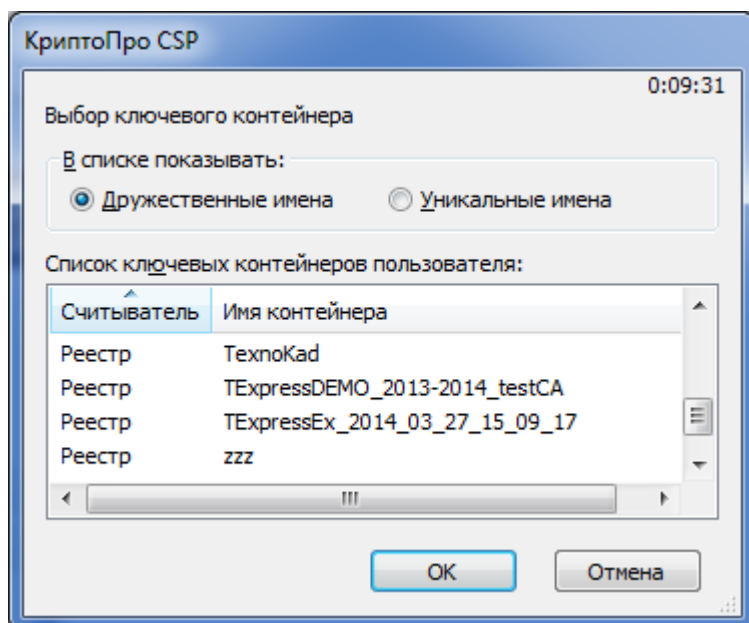 КриптоПро CSP
0:09:31
Выбор ключевого контейнера
В списке показывать:
Дружественные имена Уникальные имена
Список ключевых контейнеров пользователя:
Считыватель Имя контейнера
Реестр TexnoKad
Реестр TExpressDEMO_2013-2014_testCA
Реестр TExpressEx_2014_03_27_15_09_17
Реестр zzz
OK Отмена